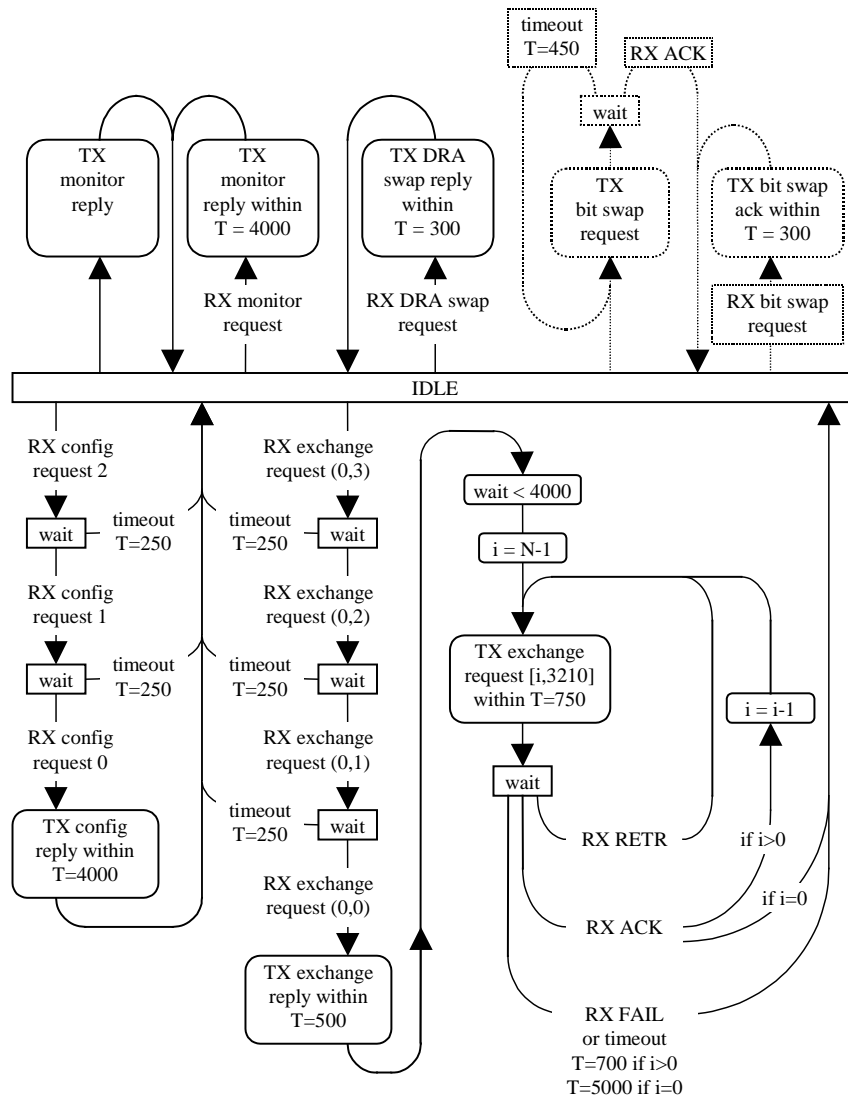 timeout
T=450
RX ACK
wait
TX
monitor
reply
TX
monitor
reply within
T = 4000
TX DRA
swap reply
within
T = 300
TX
bit swap
request
TX bit swap
ack within
T = 300
RX monitor
request
RX DRA swap
request
RX bit swap
request
IDLE
RX config
request 2
wait
timeout
T=250
RX config
request 1
wait
timeout
T=250
RX config
request 0
TX config
reply within
T=4000
RX exchange
request (0,3)
timeout
T=250
wait
RX exchange
request (0,2)
timeout
T=250
wait
RX exchange
request (0,1)
timeout
T=250
wait
RX exchange
request (0,0)
TX exchange
reply within
T=500
wait < 4000
i = N-1
TX exchange
request [i,3210]
within T=750
i = i-1
wait
RX RETR
if i>0
if i=0
RX ACK
RX FAIL
or timeout
T=700 if i>0
T=5000 if i=0